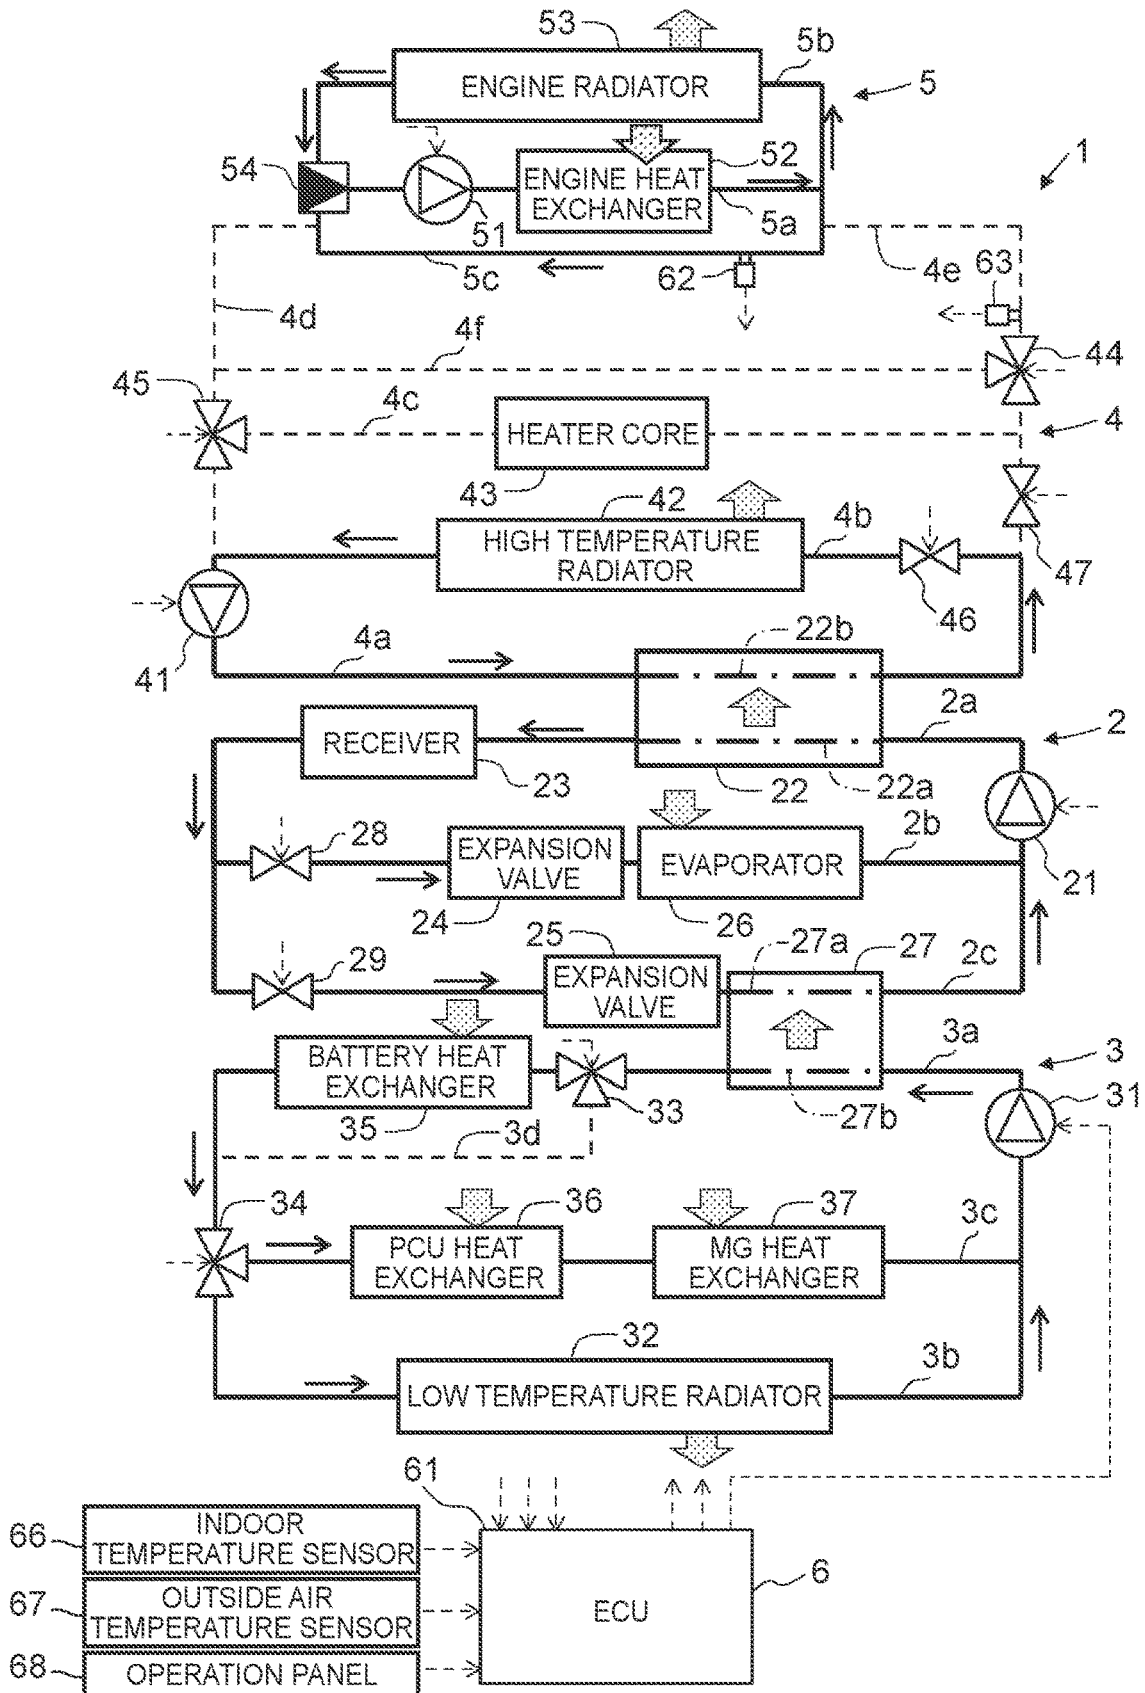 53
5b
ENGINE RADIATOR
5
54
52
1
ENGINE HEAT
EXCHANGER
51
5a
5c
62
4e
63
4d
4f
44
45
4c
4
HEATER CORE
43
42
4b
HIGH TEMPERATURE
RADIATOR
47
46
41
4a
22b
2a
2
RECEIVER
23
22
22a
28
EXPANSION
VALVE
EVAPORATOR
2b
24
26
21
25
27a
27
29
2c
EXPANSION
VALVE
BATTERY HEAT
EXCHANGER
3a
3
33
31
35
3d
27b
34
36
37
3c
PCU HEAT
EXCHANGER
MG HEAT
EXCHANGER
32
3b
LOW TEMPERATURE RADIATOR
61
66
INDOOR
TEMPERATURE SENSOR
67
OUTSIDE AIR
TEMPERATURE SENSOR
ECU
6
68
OPERATION PANEL